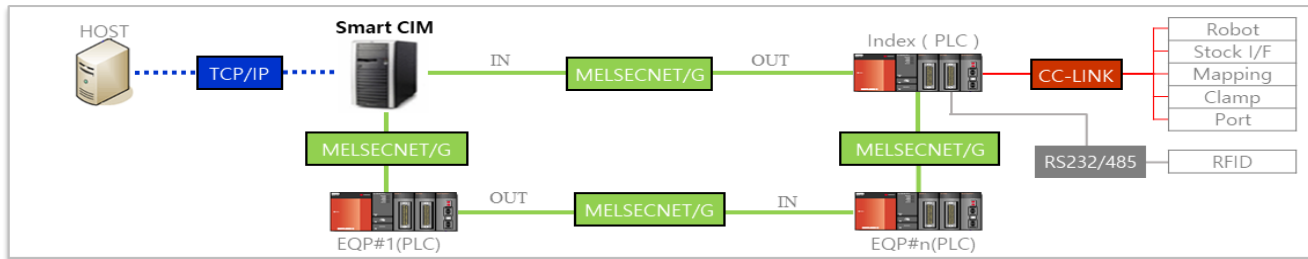 HOST
Smart CIM
Index ( PLC )
TCP/IP
IN
MELSECNET/G
OUT
CC-LINK
Robot
Stock I/F
Mapping
Clamp
Port
MELSECNET/G
MELSECNET/G
RS232/485
RFID
OUT
MELSECNET/G
IN
EQP#1(PLC)
EQP#n(PLC)